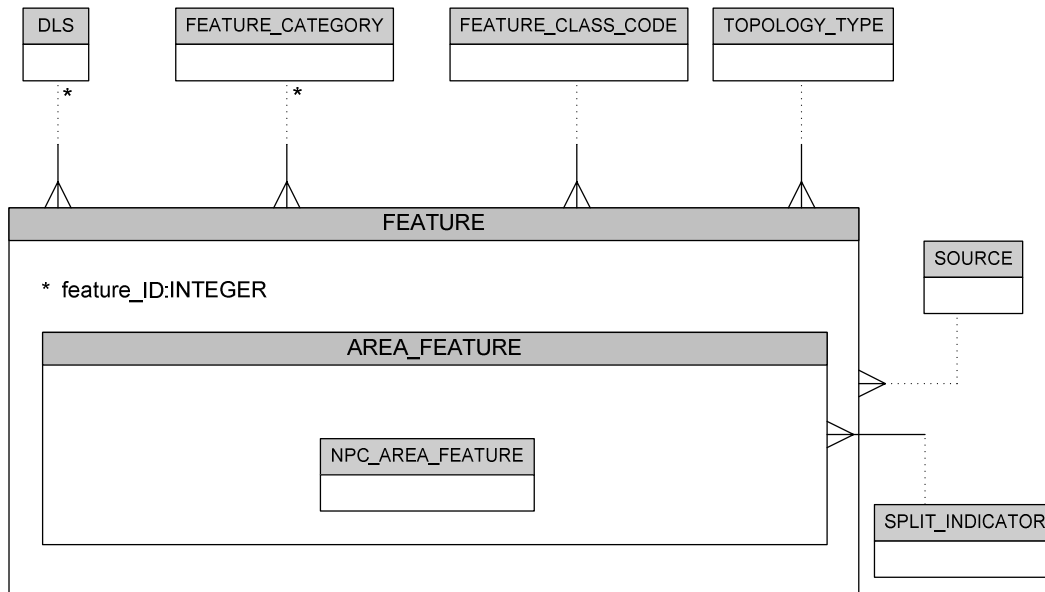 DLS
FEATURE_CATEGORY
FEATURE_CLASS_CODE
TOPOLOGY_TYPE
*
*
FEATURE
SOURCE
* feature_ID:INTEGER
AREA_FEATURE
NPC_AREA_FEATURE
SPLIT_INDICATOR